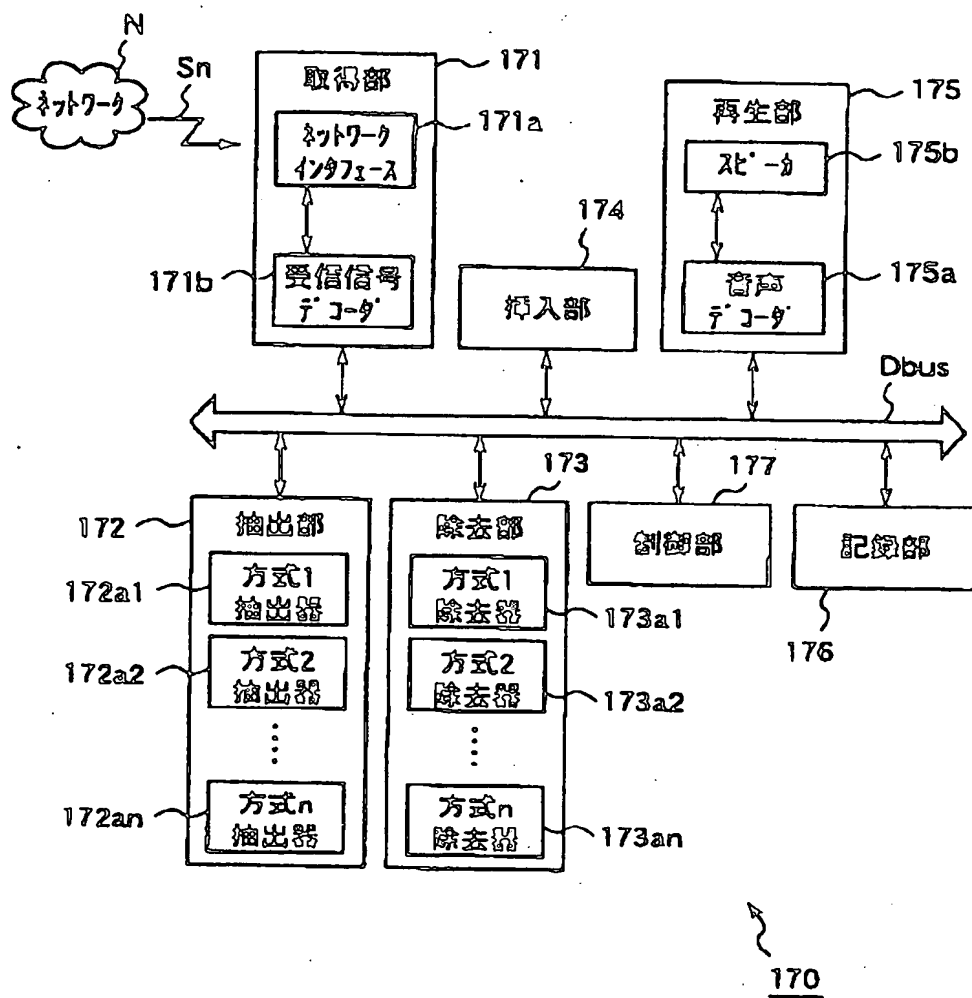 N
Sn
ネットワーク
取得部
171
ネットワーク
インタフェース
171a
受信信号
デコーダ
171b
174
挿入部
再生部
175
スピーカ
175b
音声
デコーダ
175a
Dbus
172
抽出部
方式1
抽出器
172a1
方式2
抽出器
172a2
方式n
抽出器
172an
173
除去部
方式1
除去器
173a1
方式2
除去器
173a2
方式n
除去器
173an
177
制御部
記録部
176
170